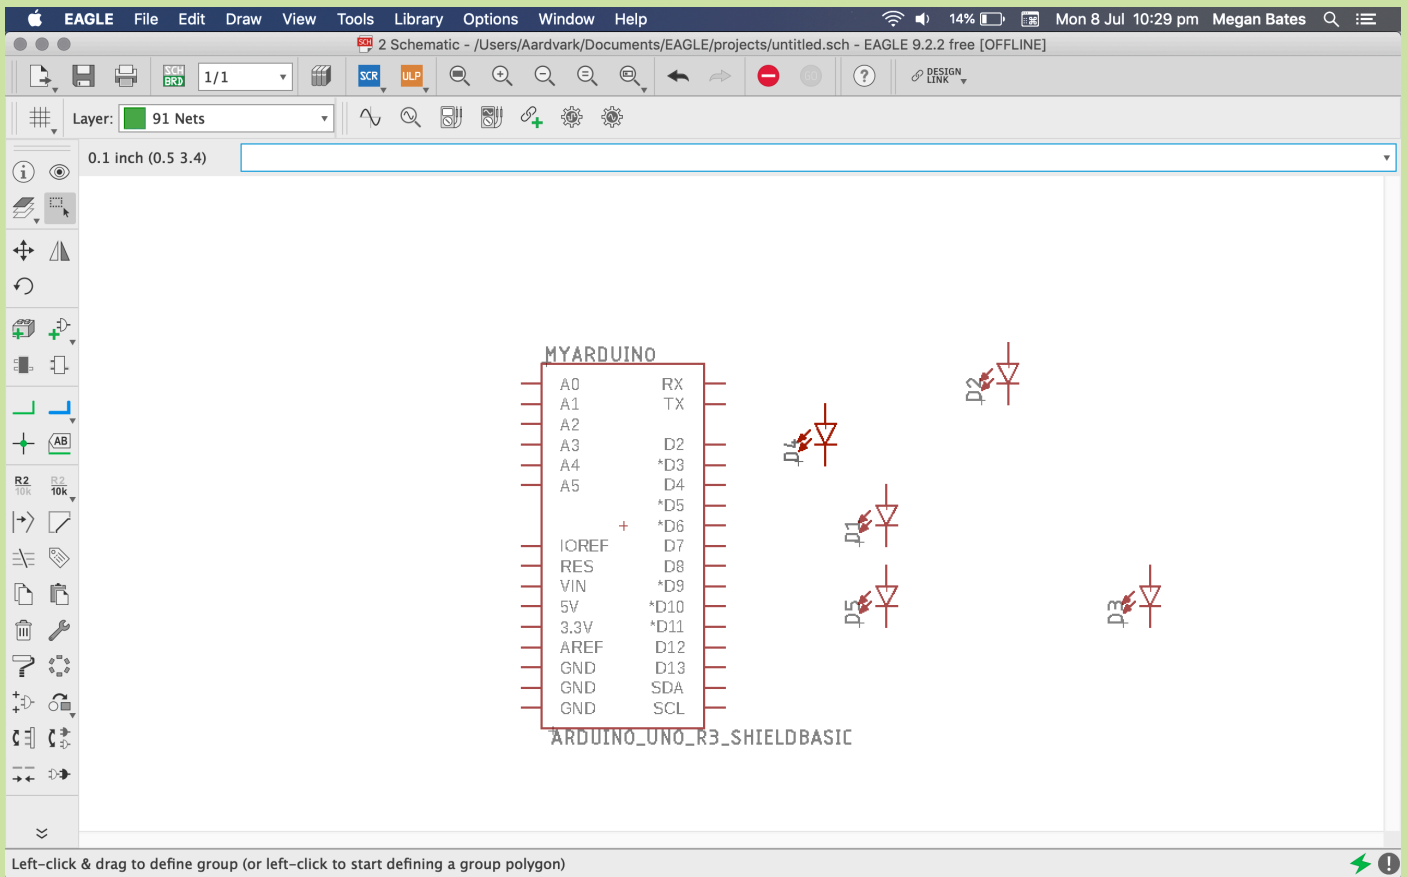 EAGLE File Edit Draw View Tools Library Options Window Help 14% Mon 8 Jul 10:29 pm Megan Bates
SCH 2 Schematic - /Users/Aardvark/Documents/EAGLE/projects/untitled.sch - EAGLE 9.2.2 free [OFFLINE]
SCH BRD 1/1 SCR ULP ? DESIGN LINK
Layer: 91 Nets
0.1 inch (0.5 3.4)
AB
R2 10k R2 10k
MYARDUINO
A0 RX
A1 TX
A2
A3 D2
A4 *D3
A5 D4
*D5
*D6
IOREF D7
RES D8
VIN *D9
5V *D10
3.3V *D11
AREF D12
GND D13
GND SDA
GND SCL
ARDUINO_UNO_R3_SHIELDBASIC
D2
D4
D1
D5
D3
Left-click & drag to define group (or left-click to start defining a group polygon)